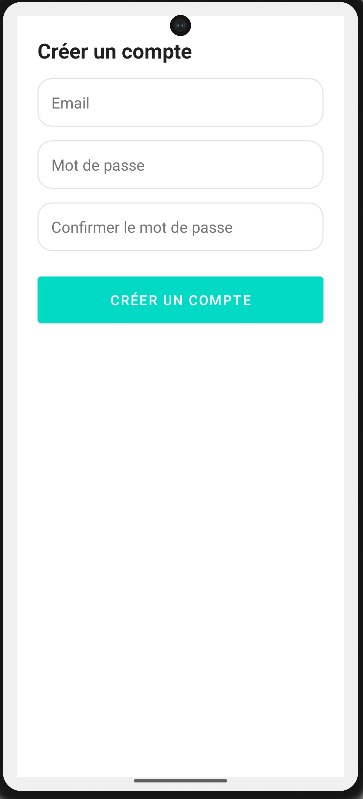 Créer un compte
Email
Mot de passe
Confirmer le mot de passe
CRÉER UN COMPTE